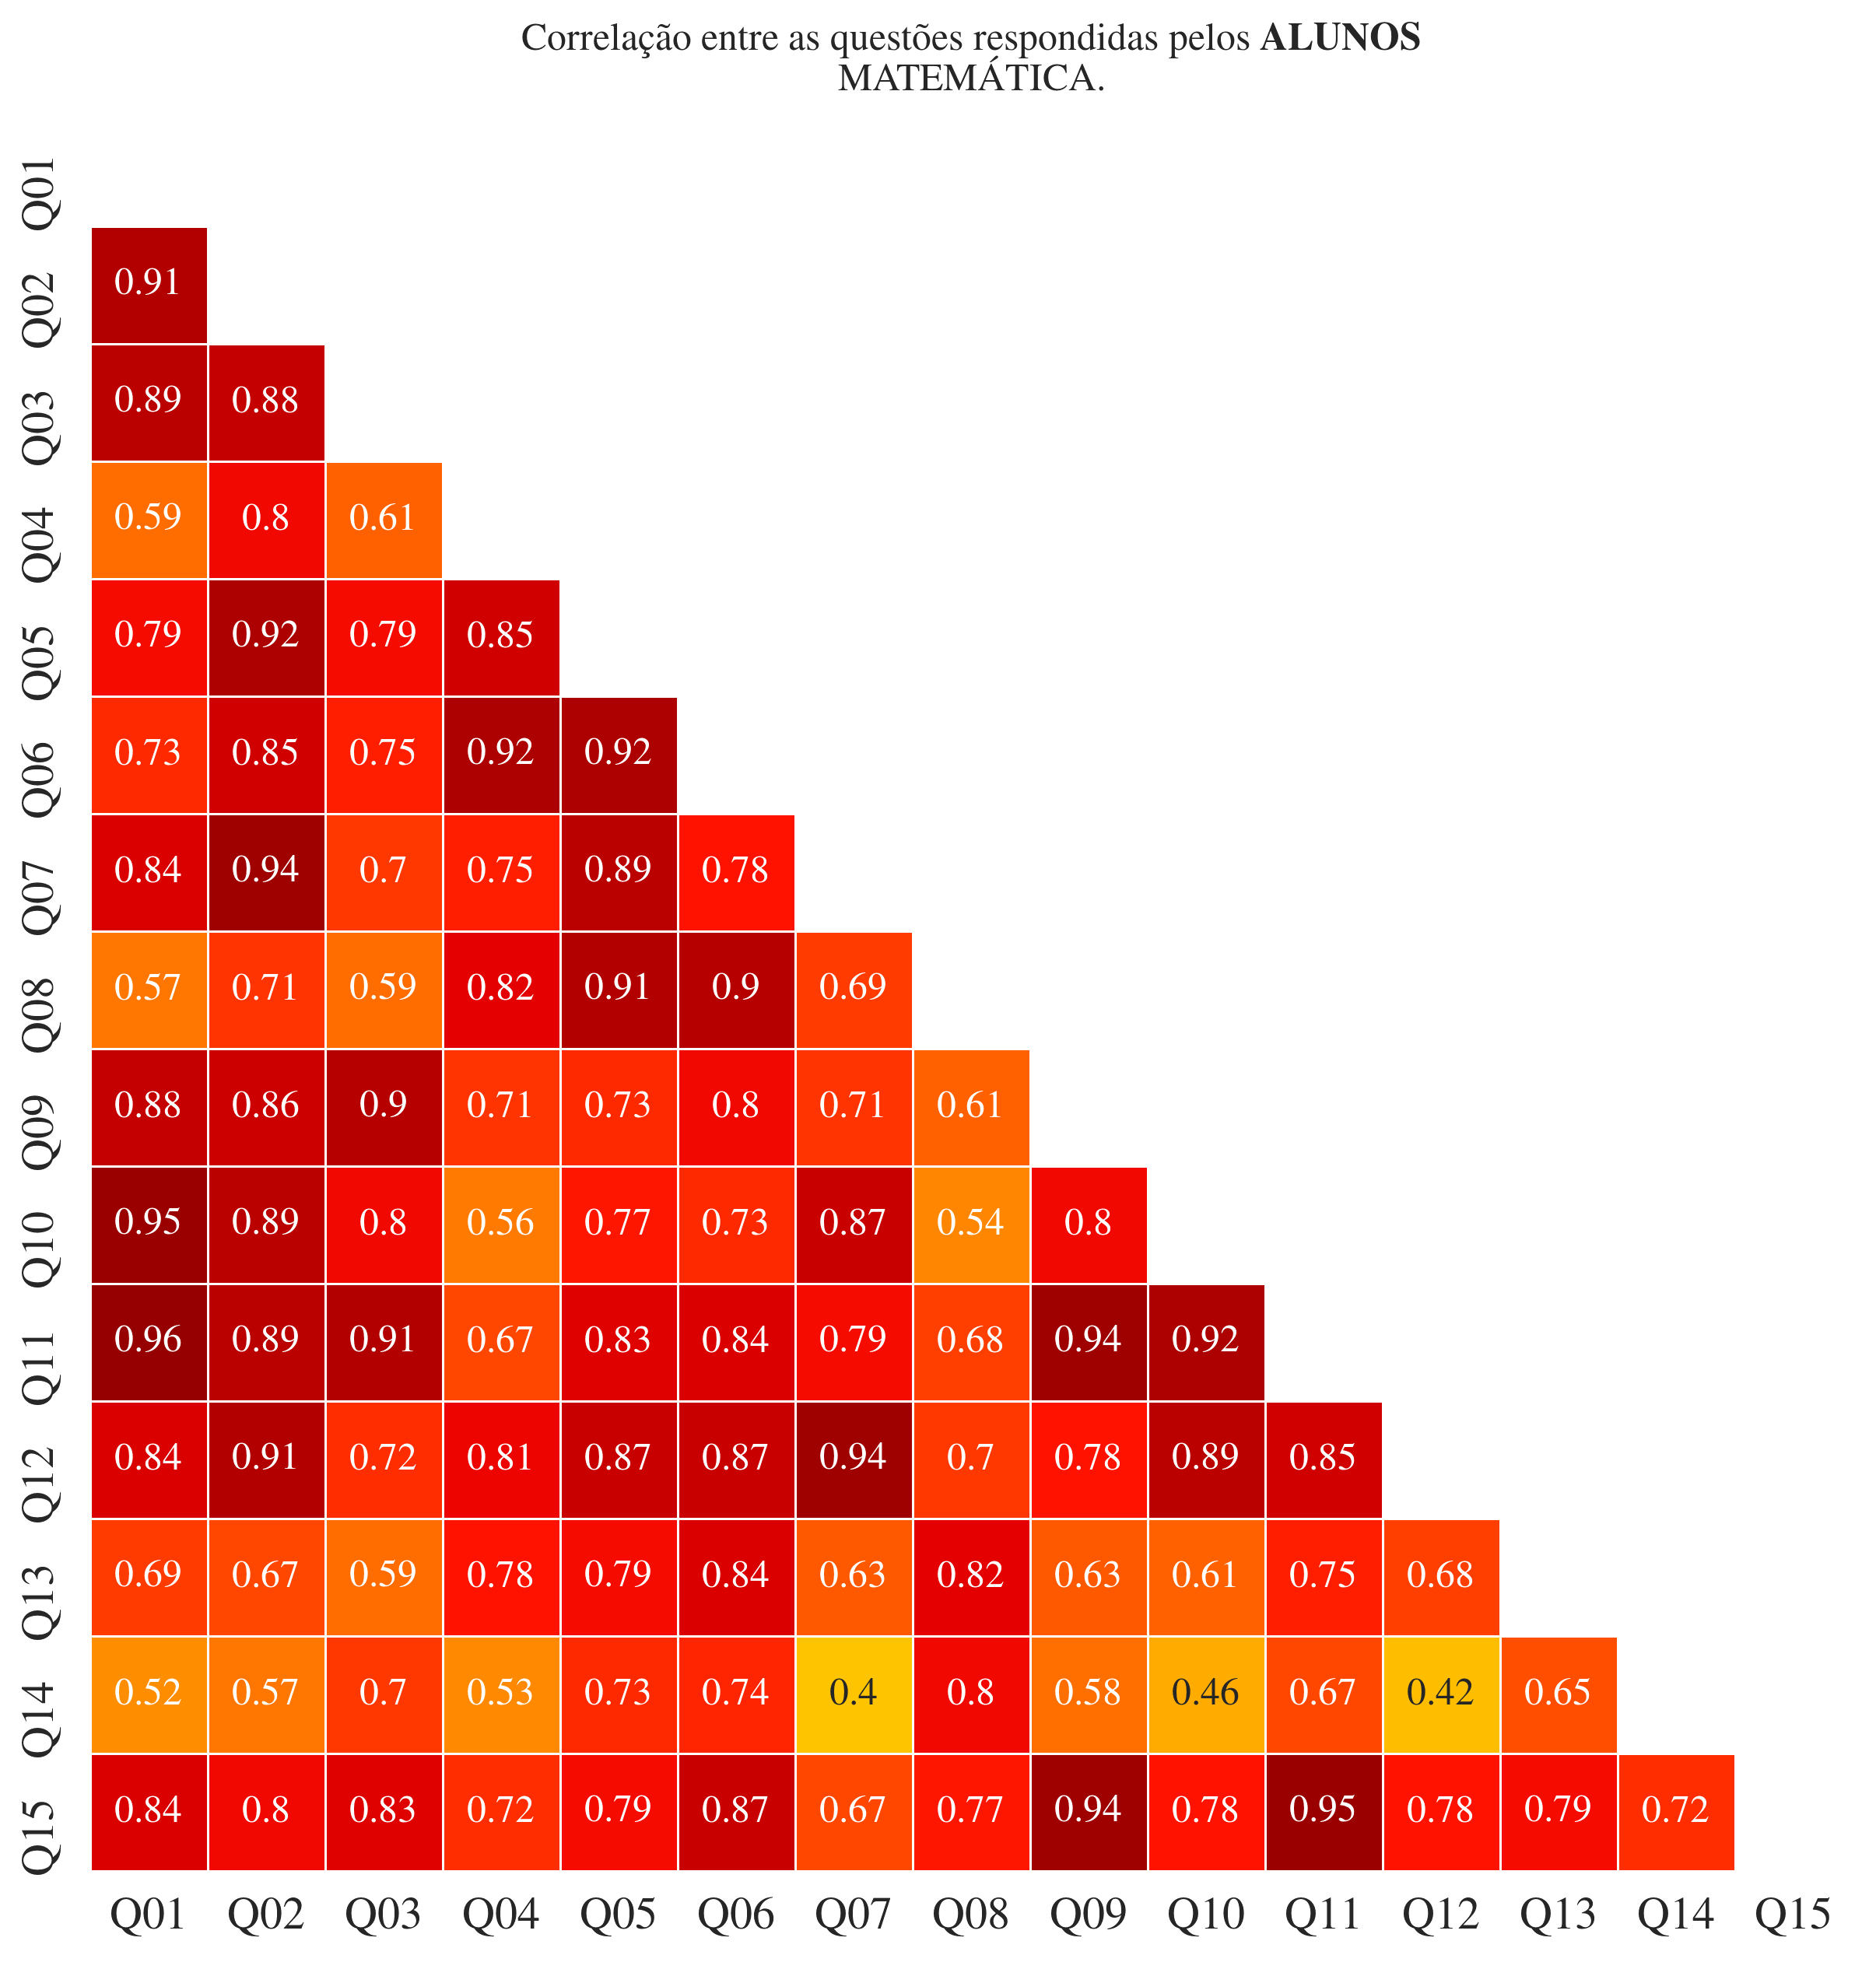 Correlação entre as questões respondidas pelos ALUNOS
MATEMÁTICA.
Q01
Q02 0.91
Q03 0.89 0.88
Q04 0.59 0.8 0.61
Q05 0.79 0.92 0.79 0.85
Q06 0.73 0.85 0.75 0.92 0.92
Q07 0.84 0.94 0.7 0.75 0.89 0.78
Q08 0.57 0.71 0.59 0.82 0.91 0.9 0.69
Q09 0.88 0.86 0.9 0.71 0.73 0.8 0.71 0.61
Q10 0.95 0.89 0.8 0.56 0.77 0.73 0.87 0.54 0.8
Q11 0.96 0.89 0.91 0.67 0.83 0.84 0.79 0.68 0.94 0.92
Q12 0.84 0.91 0.72 0.81 0.87 0.87 0.94 0.7 0.78 0.89 0.85
Q13 0.69 0.67 0.59 0.78 0.79 0.84 0.63 0.82 0.63 0.61 0.75 0.68
Q14 0.52 0.57 0.7 0.53 0.73 0.74 0.4 0.8 0.58 0.46 0.67 0.42 0.65
Q15 0.84 0.8 0.83 0.72 0.79 0.87 0.67 0.77 0.94 0.78 0.95 0.78 0.79 0.72
Q01 Q02 Q03 Q04 Q05 Q06 Q07 Q08 Q09 Q10 Q11 Q12 Q13 Q14 Q15